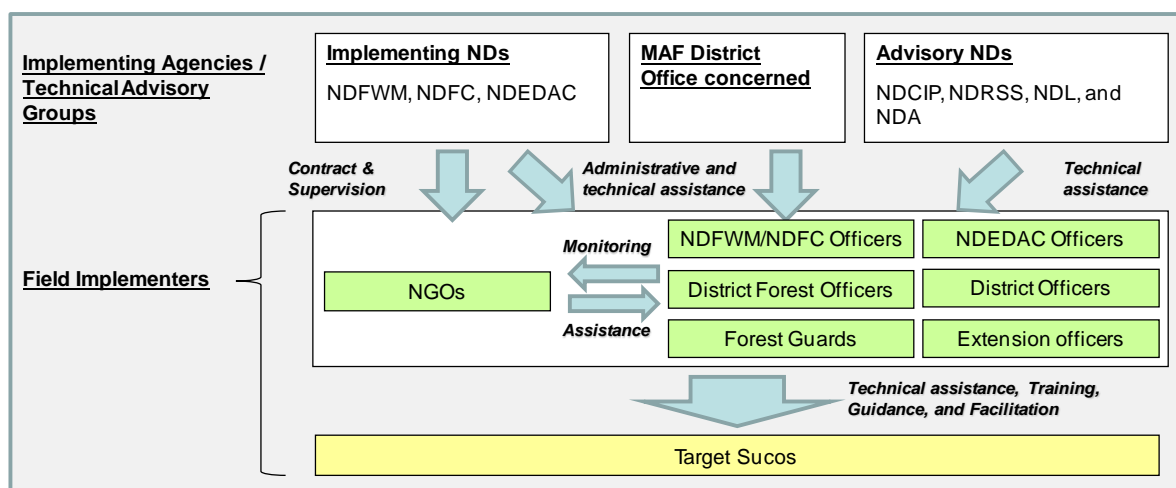 Implementing Agencies /
Technical Advisory
Groups
Implementing NDs
NDFWM, NDFC, NDEDAC
MAF District
Office concerned
Advisory NDs
NDCIP, NDRSS, NDL, and
NDA
Contract &
Supervision
Administrative and
technical assistance
Technical
assistance
Field Implementers
NGOs
Monitoring
Assistance
NDFWM/NDFC Officers
District Forest Officers
Forest Guards
NDEDAC Officers
District Officers
Extension officers
Technical assistance, Training,
Guidance, and Facilitation
Target Sucos